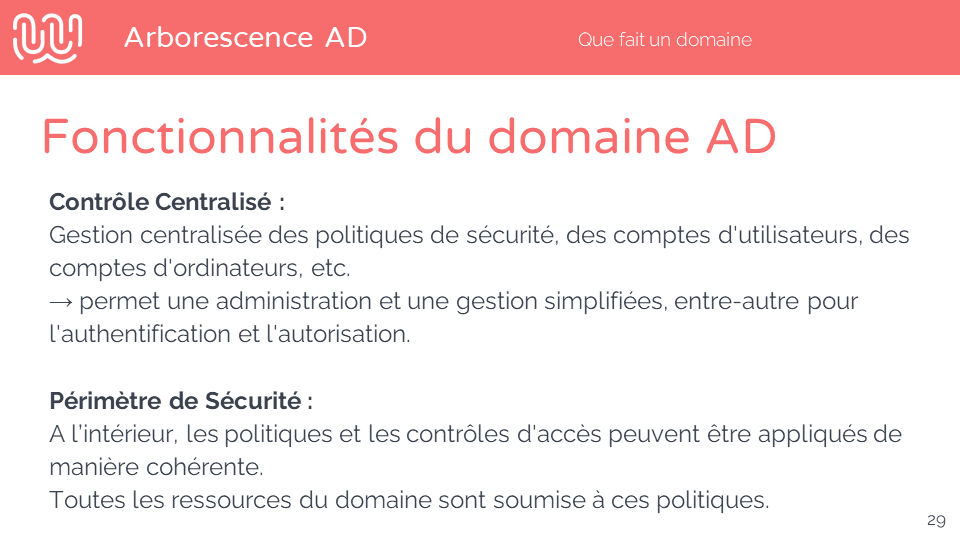 Arborescence AD
Que fait un domaine
Fonctionnalités du domaine AD
Contrôle Centralisé :
Gestion centralisée des politiques de sécurité, des comptes d'utilisateurs, des
comptes d'ordinateurs, etc.
→ permet une administration et une gestion simplifiées, entre-autre pour
l'authentification et l'autorisation.
Périmètre de Sécurité :
A l’intérieur, les politiques et les contrôles d'accès peuvent être appliqués de
manière cohérente.
Toutes les ressources du domaine sont soumise à ces politiques.
29